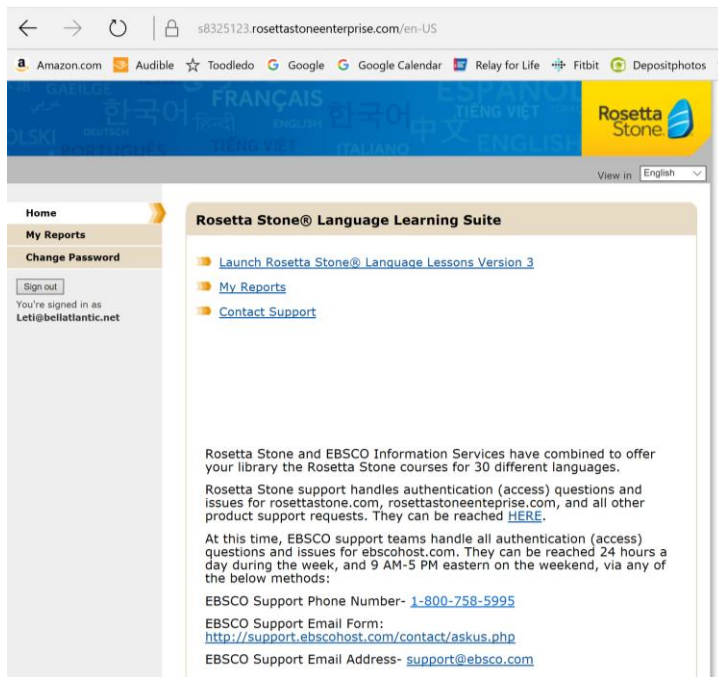 s8325123.rosettastoneenterprise.com/en-US
Amazon.com Audible Toodledo Google Google Calendar Relay for Life Fitbit Depositphotos
GAEILGE FRANÇAIS ESPAÑOL
한국어 한국어 TIẾNG VIỆT
OLSKI DEUTSCH हिन्दी ENGLISH 中文
PORTUGUÊS TIẾNG VIỆT ITALIANO ENGLISH
Rosetta
Stone
View in English
Home
My Reports
Change Password
Sign out
You're signed in as
Leti@bellatlantic.net
Rosetta Stone® Language Learning Suite
Launch Rosetta Stone® Language Lessons Version 3
My Reports
Contact Support
Rosetta Stone and EBSCO Information Services have combined to offer
your library the Rosetta Stone courses for 30 different languages.
Rosetta Stone support handles authentication (access) questions and
issues for rosettastone.com, rosettastoneenteprise.com, and all other
product support requests. They can be reached HERE.
At this time, EBSCO support teams handle all authentication (access)
questions and issues for ebscohost.com. They can be reached 24 hours a
day during the week, and 9 AM-5 PM eastern on the weekend, via any of
the below methods:
EBSCO Support Phone Number- 1-800-758-5995
EBSCO Support Email Form:
http://support.ebscohost.com/contact/askus.php
EBSCO Support Email Address- support@ebsco.com